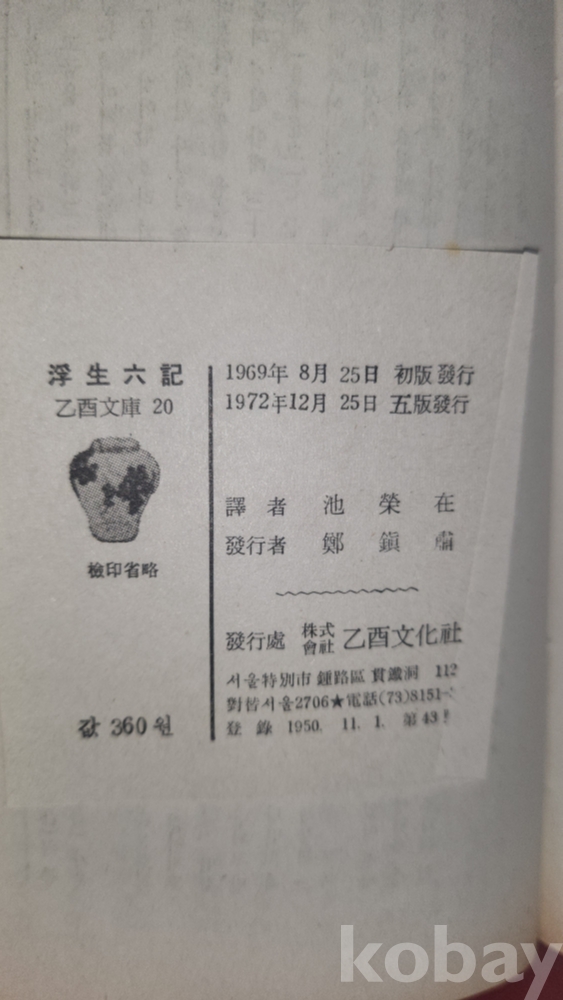 浮生六記
乙酉文庫 20
檢印省略
값 360 원
1969年 8月 25日 初版發行
1972年 12月 25日 五版發行
譯者 池榮在
發行者 鄭鎭肅
發行處 株式會社 乙酉文化社
서울特別市 鍾路區 貫鐵洞 112
對替서울2706★電話(73)8151-
登錄 1950. 11. 1. 第43
kobay